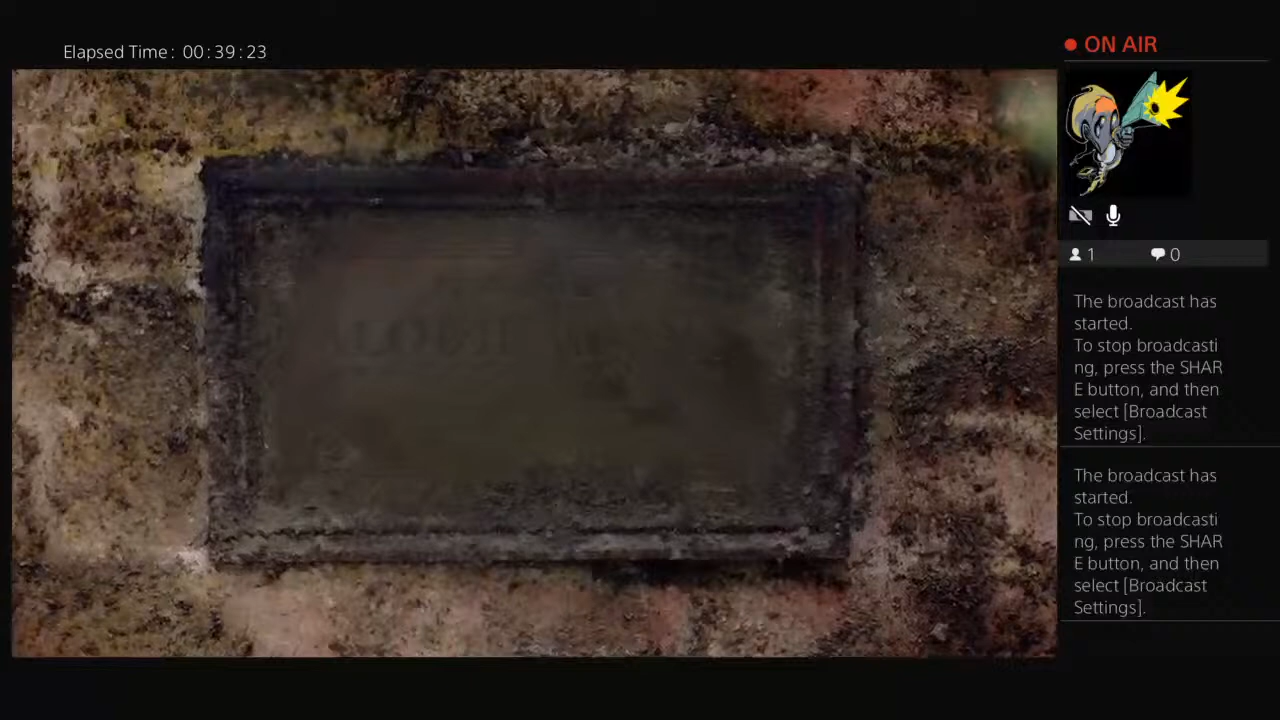 Elapsed Time: 00:39:23
ON AIR
1
0
The broadcast has
started.
To stop broadcasti
ng, press the SHAR
E button, and then
select [Broadcast
Settings].
The broadcast has
started.
To stop broadcasti
ng, press the SHAR
E button, and then
select [Broadcast
Settings].